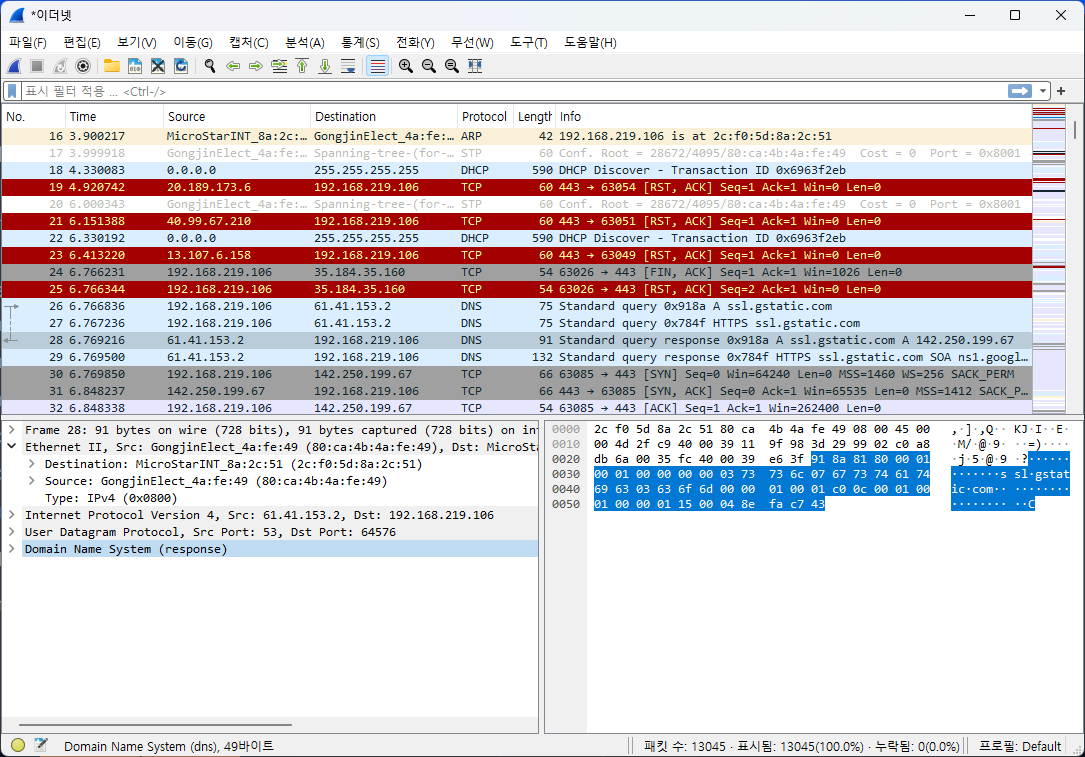 *이더넷
파일(F) 편집(E) 보기(V) 이동(G) 캡처(C) 분석(A) 통계(S) 전화(Y) 무선(W) 도구(T) 도움말(H)
표시 필터 적용 … <Ctrl-/>
No. Time Source Destination Protocol Length Info
16 3.900217 MicroStarINT_8a:2c:… GongjinElect_4a:fe:… ARP 42 192.168.219.106 is at 2c:f0:5d:8a:2c:51
17 3.999918 GongjinElect_4a:fe:… Spanning-tree-(for-… STP 60 Conf. Root = 28672/4095/80:ca:4b:4a:fe:49 Cost = 0 Port = 0x8001
18 4.330083 0.0.0.0 255.255.255.255 DHCP 590 DHCP Discover - Transaction ID 0x6963f2eb
19 4.920742 20.189.173.6 192.168.219.106 TCP 60 443 → 63054 [RST, ACK] Seq=1 Ack=1 Win=0 Len=0
20 6.000343 GongjinElect_4a:fe:… Spanning-tree-(for-… STP 60 Conf. Root = 28672/4095/80:ca:4b:4a:fe:49 Cost = 0 Port = 0x8001
21 6.151388 40.99.67.210 192.168.219.106 TCP 60 443 → 63051 [RST, ACK] Seq=1 Ack=1 Win=0 Len=0
22 6.330192 0.0.0.0 255.255.255.255 DHCP 590 DHCP Discover - Transaction ID 0x6963f2eb
23 6.413220 13.107.6.158 192.168.219.106 TCP 60 443 → 63049 [RST, ACK] Seq=1 Ack=1 Win=0 Len=0
24 6.766231 192.168.219.106 35.184.35.160 TCP 54 63026 → 443 [FIN, ACK] Seq=1 Ack=1 Win=1026 Len=0
25 6.766344 192.168.219.106 35.184.35.160 TCP 54 63026 → 443 [RST, ACK] Seq=2 Ack=1 Win=0 Len=0
26 6.766836 192.168.219.106 61.41.153.2 DNS 75 Standard query 0x918a A ssl.gstatic.com
27 6.767236 192.168.219.106 61.41.153.2 DNS 75 Standard query 0x784f HTTPS ssl.gstatic.com
28 6.769216 61.41.153.2 192.168.219.106 DNS 91 Standard query response 0x918a A ssl.gstatic.com A 142.250.199.67
29 6.769500 61.41.153.2 192.168.219.106 DNS 132 Standard query response 0x784f HTTPS ssl.gstatic.com SOA ns1.googl…
30 6.769850 192.168.219.106 142.250.199.67 TCP 66 63085 → 443 [SYN] Seq=0 Win=64240 Len=0 MSS=1460 WS=256 SACK_PERM
31 6.848237 142.250.199.67 192.168.219.106 TCP 66 443 → 63085 [SYN, ACK] Seq=0 Ack=1 Win=65535 Len=0 MSS=1412 SACK_P…
32 6.848338 192.168.219.106 142.250.199.67 TCP 54 63085 → 443 [ACK] Seq=1 Ack=1 Win=262400 Len=0
Frame 28: 91 bytes on wire (728 bits), 91 bytes captured (728 bits) on int
Ethernet II, Src: GongjinElect_4a:fe:49 (80:ca:4b:4a:fe:49), Dst: MicroSta
Destination: MicroStarINT_8a:2c:51 (2c:f0:5d:8a:2c:51)
Source: GongjinElect_4a:fe:49 (80:ca:4b:4a:fe:49)
Type: IPv4 (0x0800)
Internet Protocol Version 4, Src: 61.41.153.2, Dst: 192.168.219.106
User Datagram Protocol, Src Port: 53, Dst Port: 64576
Domain Name System (response)
0000 2c f0 5d 8a 2c 51 80 ca 4b 4a fe 49 08 00 45 00 ,·]·,Q·· KJ·I··E·
0010 00 4d 2f c9 40 00 39 11 9f 98 3d 29 99 02 c0 a8 ·M/·@·9· ··=)····
0020 db 6a 00 35 fc 40 00 39 e6 3f 91 8a 81 80 00 01 ·j·5·@·9 ·?······
0030 00 01 00 00 00 00 03 73 73 6c 07 67 73 74 61 74 ·······s sl·gstat
0040 69 63 03 63 6f 6d 00 00 01 00 01 c0 0c 00 01 00 ic·com·· ········
0050 01 00 00 01 15 00 04 8e fa c7 43 ········ ··C
Domain Name System (dns), 49바이트 패킷 수: 13045 · 표시됨: 13045(100.0%) · 누락됨: 0(0.0%) 프로필: Default